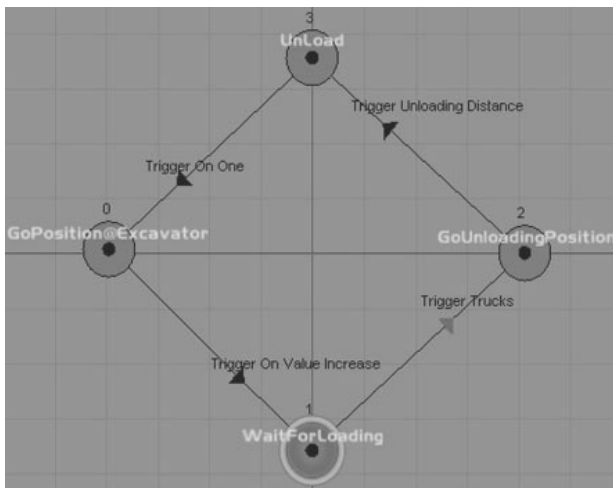 3
UnLoad
Trigger Unloading Distance
Trigger On One
0
GoPosition@Excavator
2
GoUnloadingPosition
Trigger Trucks
Trigger On Value Increase
1
WaitForLoading